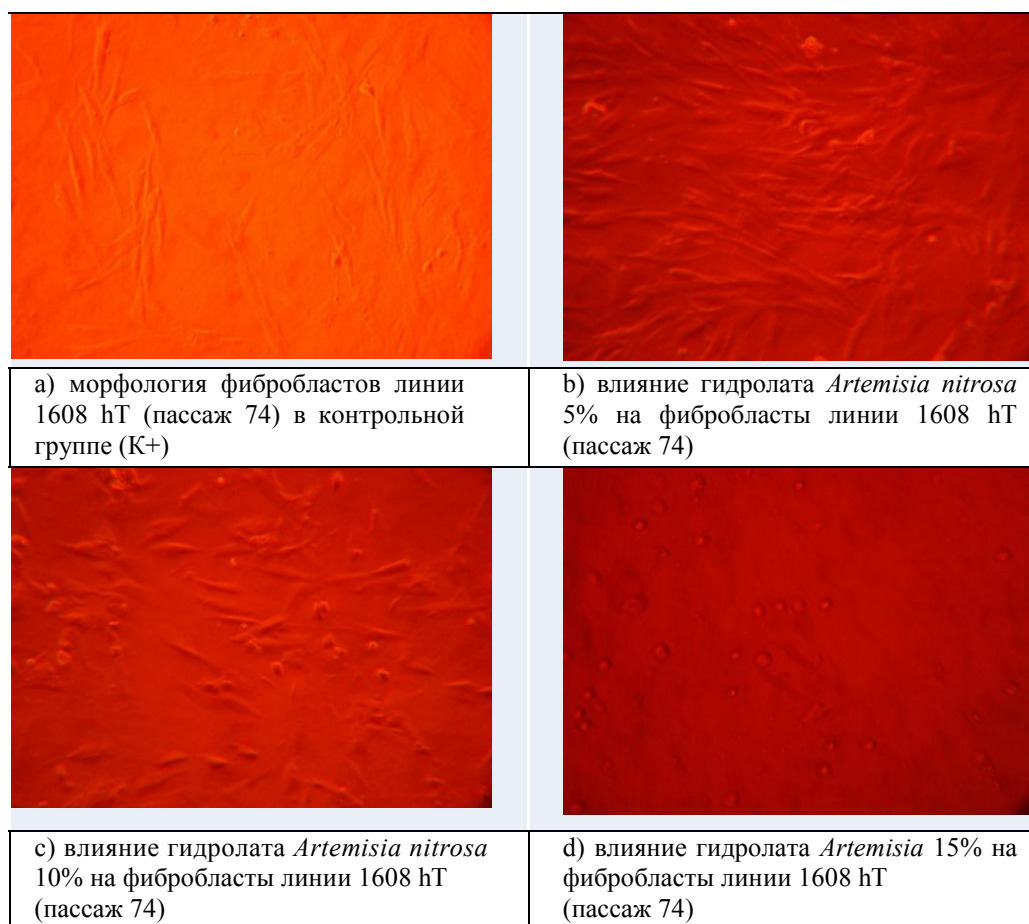 a) морфология фибробластов линии
1608 hT (пассаж 74) в контрольной
группе (К+)
b) влияние гидролата Artemisia nitrosa
5% на фибробласты линии 1608 hT
(пассаж 74)
c) влияние гидролата Artemisia nitrosa
10% на фибробласты линии 1608 hT
(пассаж 74)
d) влияние гидролата Artemisia 15% на
фибробласты линии 1608 hT
(пассаж 74)